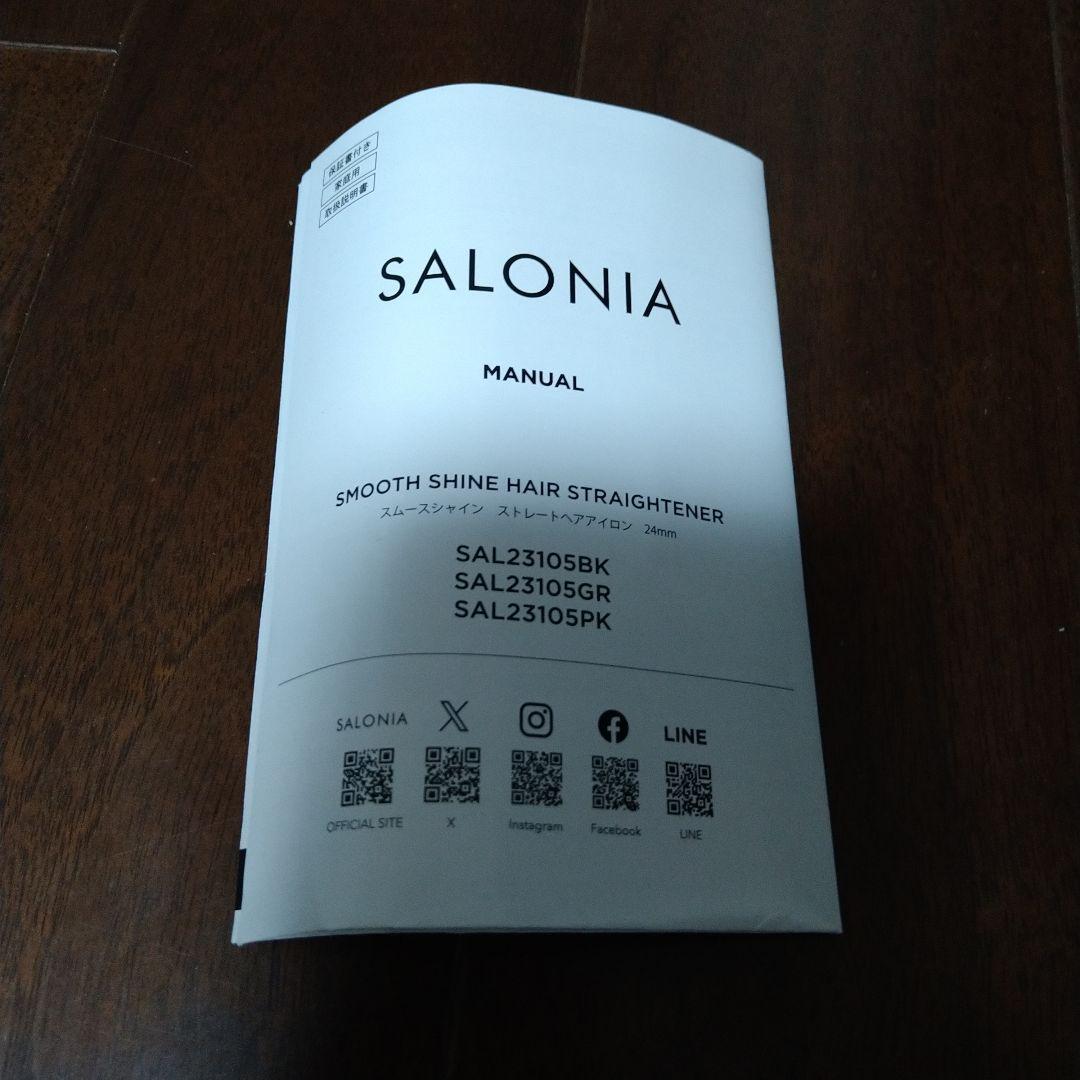 保証書付き
家庭用
取扱説明書
SALONIA
MANUAL
SMOOTH SHINE HAIR STRAIGHTENER
スムースシャイン ストレートヘアアイロン 24mm
SAL23105BK
SAL23105GR
SAL23105PK
SALONIA X LINE
OFFICIAL SITE X Instagram Facebook LINE